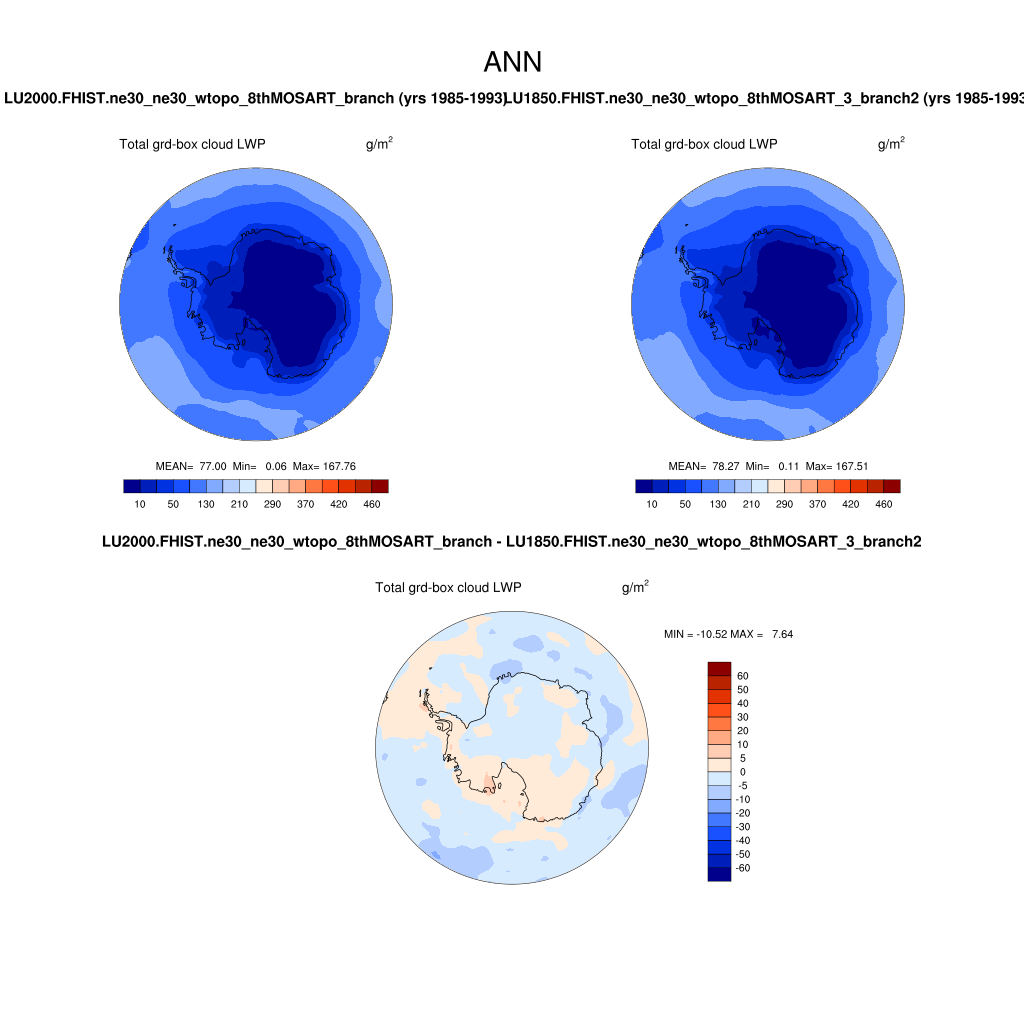 ANN
LU2000.FHIST.ne30_ne30_wtopo_8thMOSART_branch (yrs 1985-1993)
LU1850.FHIST.ne30_ne30_wtopo_8thMOSART_3_branch2 (yrs 1985-1993
Total grd-box cloud LWP g/m²
Total grd-box cloud LWP g/m²
MEAN= 77.00 Min= 0.06 Max= 167.76
MEAN= 78.27 Min= 0.11 Max= 167.51
10 50 130 210 290 370 420 460
10 50 130 210 290 370 420 460
LU2000.FHIST.ne30_ne30_wtopo_8thMOSART_branch - LU1850.FHIST.ne30_ne30_wtopo_8thMOSART_3_branch2
Total grd-box cloud LWP g/m²
MIN = -10.52 MAX = 7.64
60
50
40
30
20
10
5
0
-5
-10
-20
-30
-40
-50
-60